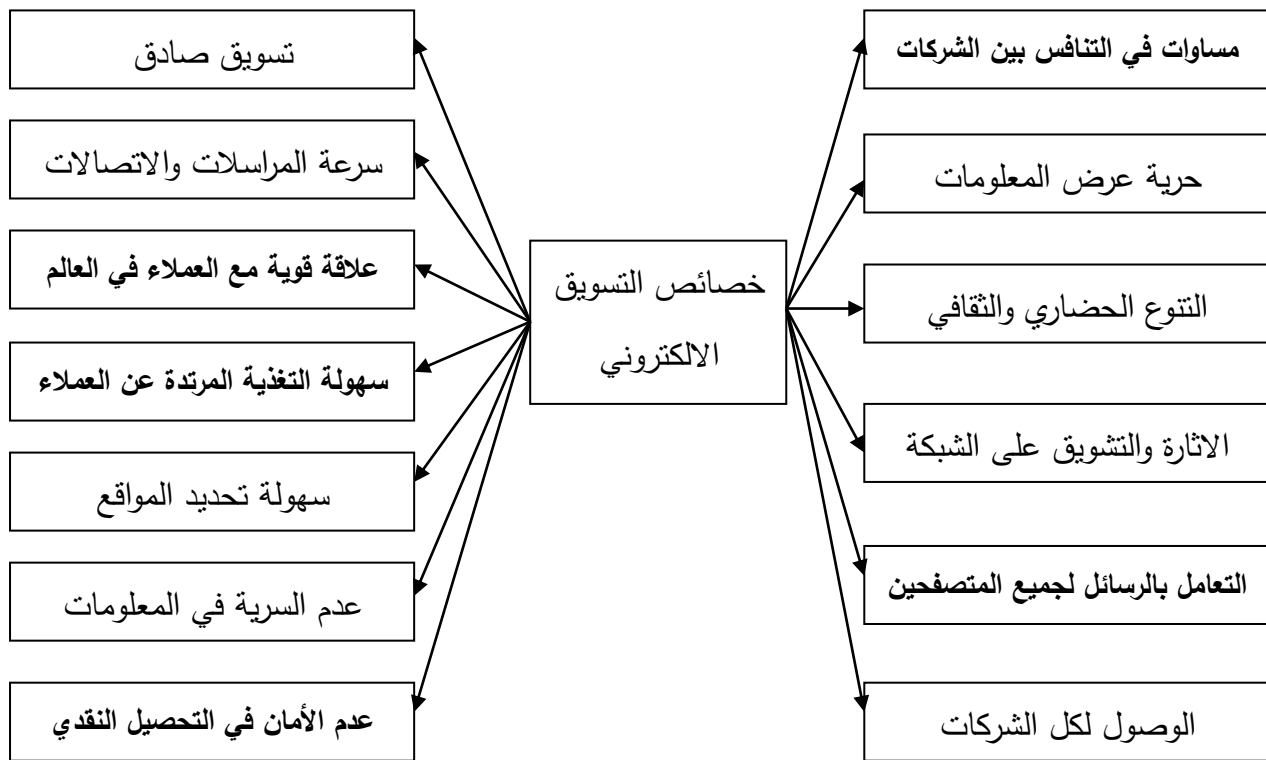 خصائص التسويق
الالكتروني
مساوات في التنافس بين الشركات
حرية عرض المعلومات
التنوع الحضاري والثقافي
الاثارة والتشويق على الشبكة
التعامل بالرسائل لجميع المتصفحين
الوصول لكل الشركات
تسويق صادق
سرعة المراسلات والاتصالات
علاقة قوية مع العملاء في العالم
سهولة التغذية المرتدة عن العملاء
سهولة تحديد المواقع
عدم السرية في المعلومات
عدم الأمان في التحصيل النقدي